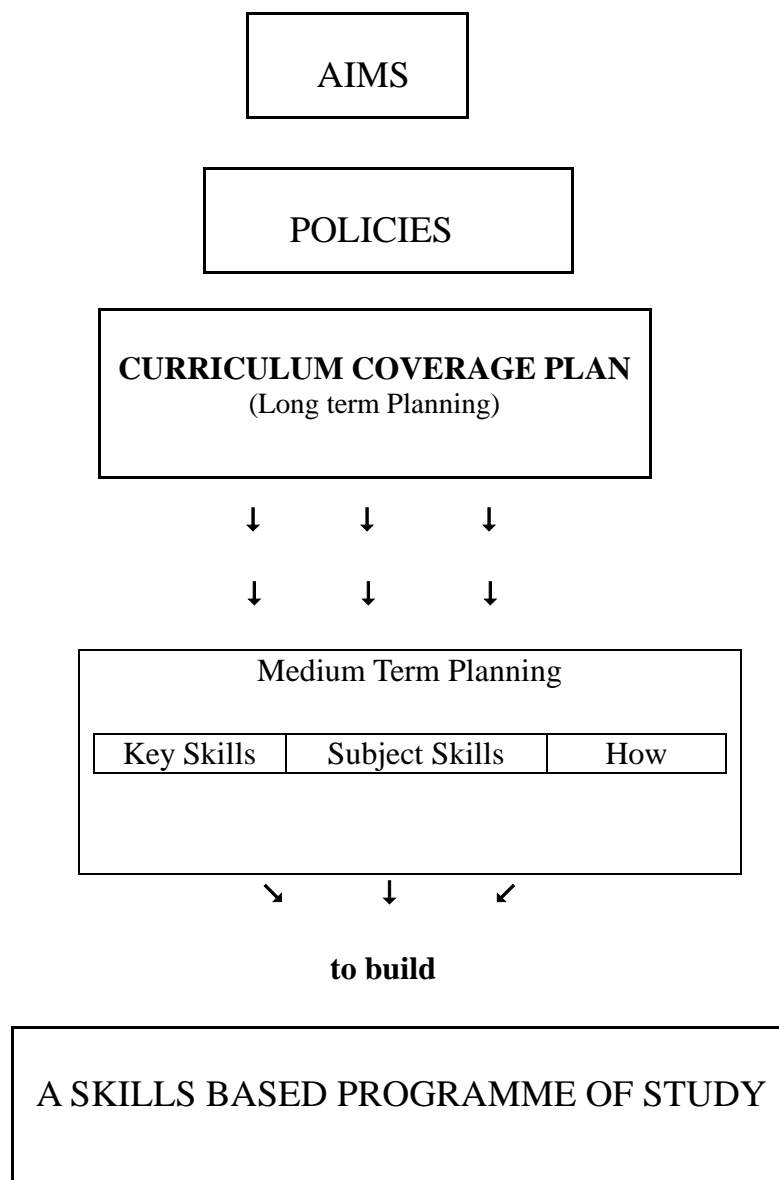 AIMS
POLICIES
CURRICULUM COVERAGE PLAN
(Long term Planning)
Medium Term Planning
Key Skills Subject Skills How
to build
A SKILLS BASED PROGRAMME OF STUDY